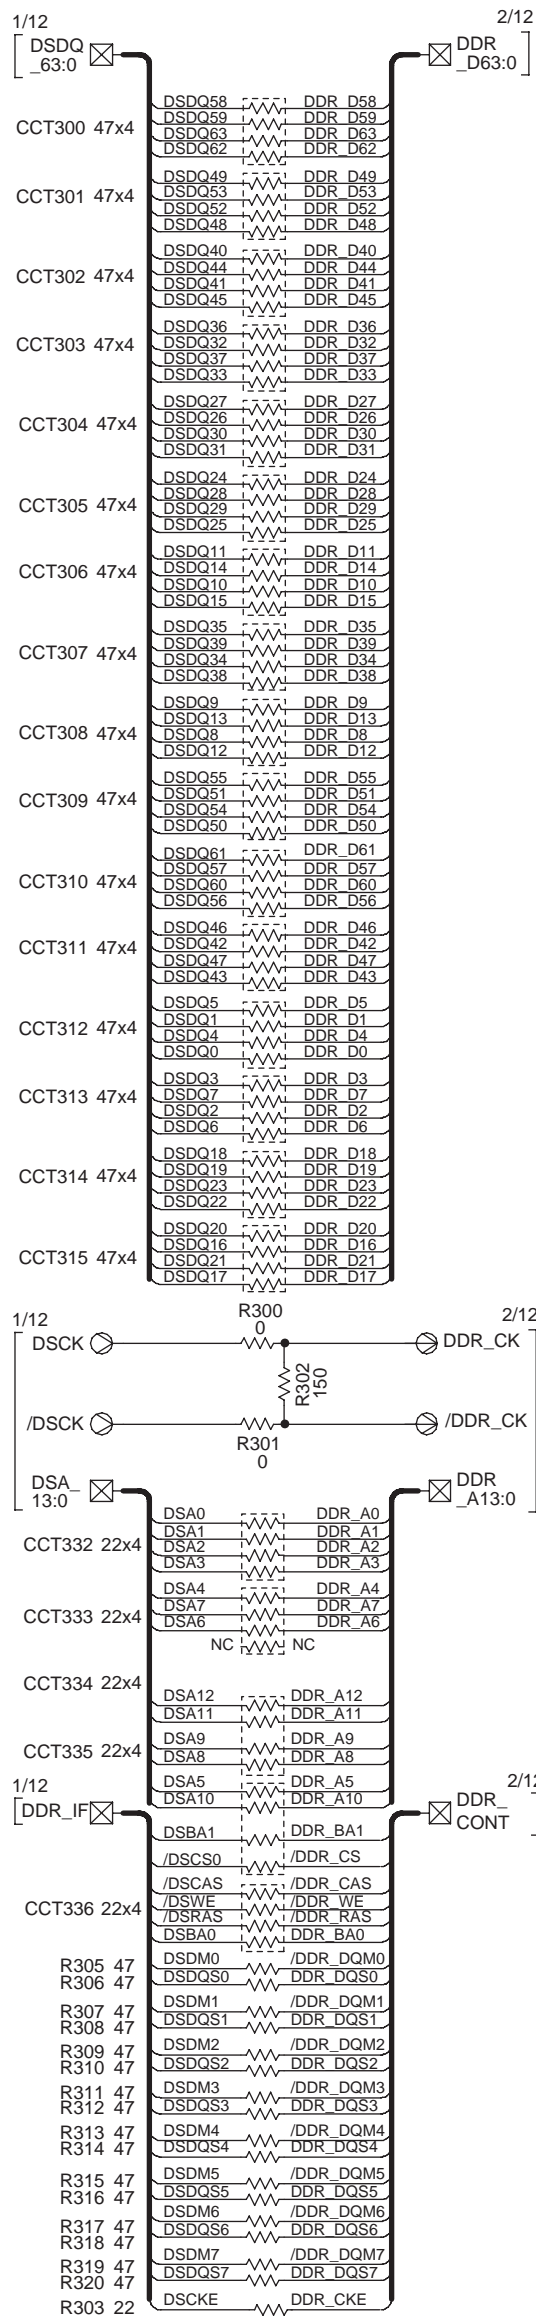 1/12 2/12
DSDQ DDR
_63:0 _D63:0
DSDQ58 DDR_D58
DSDQ59 DDR_D59
CCT300 47x4
DSDQ63 DDR_D63
DSDQ62 DDR_D62
DSDQ49 DDR_D49
DSDQ53 DDR_D53
CCT301 47x4
DSDQ52 DDR_D52
DSDQ48 DDR_D48
DSDQ40 DDR_D40
DSDQ44 DDR_D44
CCT302 47x4
DSDQ41 DDR_D41
DSDQ45 DDR_D45
DSDQ36 DDR_D36
DSDQ32 DDR_D32
CCT303 47x4
DSDQ37 DDR_D37
DSDQ33 DDR_D33
DSDQ27 DDR_D27
DSDQ26 DDR_D26
CCT304 47x4
DSDQ30 DDR_D30
DSDQ31 DDR_D31
DSDQ24 DDR_D24
DSDQ28 DDR_D28
CCT305 47x4
DSDQ29 DDR_D29
DSDQ25 DDR_D25
DSDQ11 DDR_D11
DSDQ14 DDR_D14
CCT306 47x4
DSDQ10 DDR_D10
DSDQ15 DDR_D15
DSDQ35 DDR_D35
DSDQ39 DDR_D39
CCT307 47x4
DSDQ34 DDR_D34
DSDQ38 DDR_D38
DSDQ9 DDR_D9
DSDQ13 DDR_D13
CCT308 47x4
DSDQ8 DDR_D8
DSDQ12 DDR_D12
DSDQ55 DDR_D55
DSDQ51 DDR_D51
CCT309 47x4
DSDQ54 DDR_D54
DSDQ50 DDR_D50
DSDQ61 DDR_D61
DSDQ57 DDR_D57
CCT310 47x4
DSDQ60 DDR_D60
DSDQ56 DDR_D56
DSDQ46 DDR_D46
DSDQ42 DDR_D42
CCT311 47x4
DSDQ47 DDR_D47
DSDQ43 DDR_D43
DSDQ5 DDR_D5
DSDQ1 DDR_D1
CCT312 47x4
DSDQ4 DDR_D4
DSDQ0 DDR_D0
DSDQ3 DDR_D3
DSDQ7 DDR_D7
CCT313 47x4
DSDQ2 DDR_D2
DSDQ6 DDR_D6
DSDQ18 DDR_D18
DSDQ19 DDR_D19
CCT314 47x4
DSDQ23 DDR_D23
DSDQ22 DDR_D22
DSDQ20 DDR_D20
DSDQ16 DDR_D16
CCT315 47x4
DSDQ21 DDR_D21
DSDQ17 DDR_D17
1/12 R300 2/12
0
DSCK DDR_CK
R302
150
/DSCK /DDR_CK
R301
0
DSA_ DDR
13:0 _A13:0
DSA0 DDR_A0
DSA1 DDR_A1
CCT332 22x4
DSA2 DDR_A2
DSA3 DDR_A3
DSA4 DDR_A4
DSA7 DDR_A7
CCT333 22x4
DSA6 DDR_A6
NC NC
CCT334 22x4
DSA12 DDR_A12
DSA11 DDR_A11
DSA9 DDR_A9
CCT335 22x4
DSA8 DDR_A8
1/12 2/12
DSA5 DDR_A5
DSA10 DDR_A10
DDR_IF DDR_
CONT
DSBA1 DDR_BA1
/DSCS0 /DDR_CS
/DSCAS /DDR_CAS
CCT336 22x4
/DSWE /DDR_WE
/DSRAS /DDR_RAS
DSBA0 DDR_BA0
R305 47 DSDM0 /DDR_DQM0
R306 47 DSDQS0 DDR_DQS0
R307 47 DSDM1 /DDR_DQM1
R308 47 DSDQS1 DDR_DQS1
R309 47 DSDM2 /DDR_DQM2
R310 47 DSDQS2 DDR_DQS2
R311 47 DSDM3 /DDR_DQM3
R312 47 DSDQS3 DDR_DQS3
R313 47 DSDM4 /DDR_DQM4
R314 47 DSDQS4 DDR_DQS4
R315 47 DSDM5 /DDR_DQM5
R316 47 DSDQS5 DDR_DQS5
R317 47 DSDM6 /DDR_DQM6
R318 47 DSDQS6 DDR_DQS6
R319 47 DSDM7 /DDR_DQM7
R320 47 DSDQS7 DDR_DQS7
R303 22 DSCKE DDR_CKE